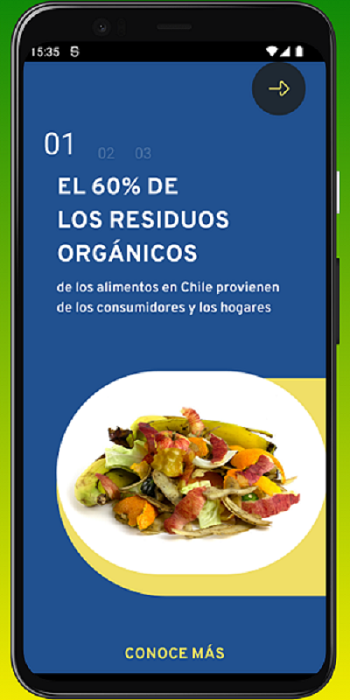 15:35
01 02 03
EL 60% DE
LOS RESIDUOS
ORGÁNICOS
de los alimentos en Chile provienen
de los consumidores y los hogares
CONOCE MÁS